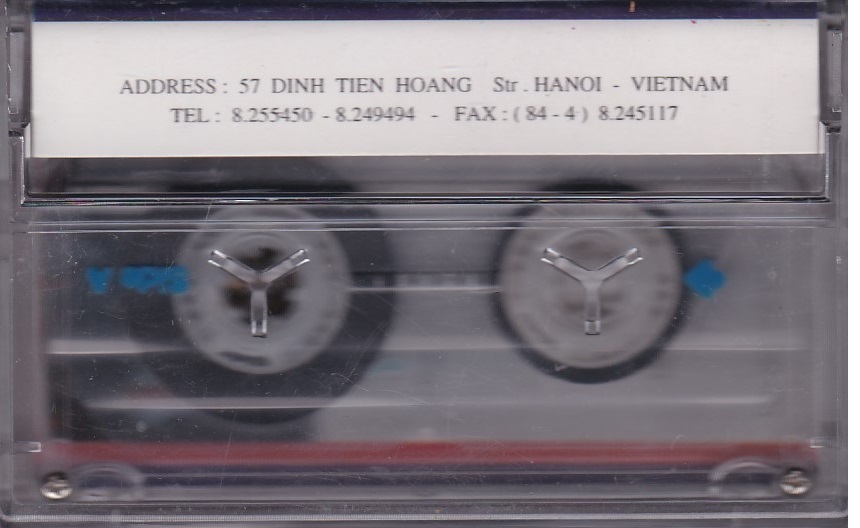 ADDRESS : 57 DINH TIEN HOANG Str . HANOI - VIETNAM
TEL : 8.255450 - 8.249494 - FAX : ( 84 - 4 ) 8.245117